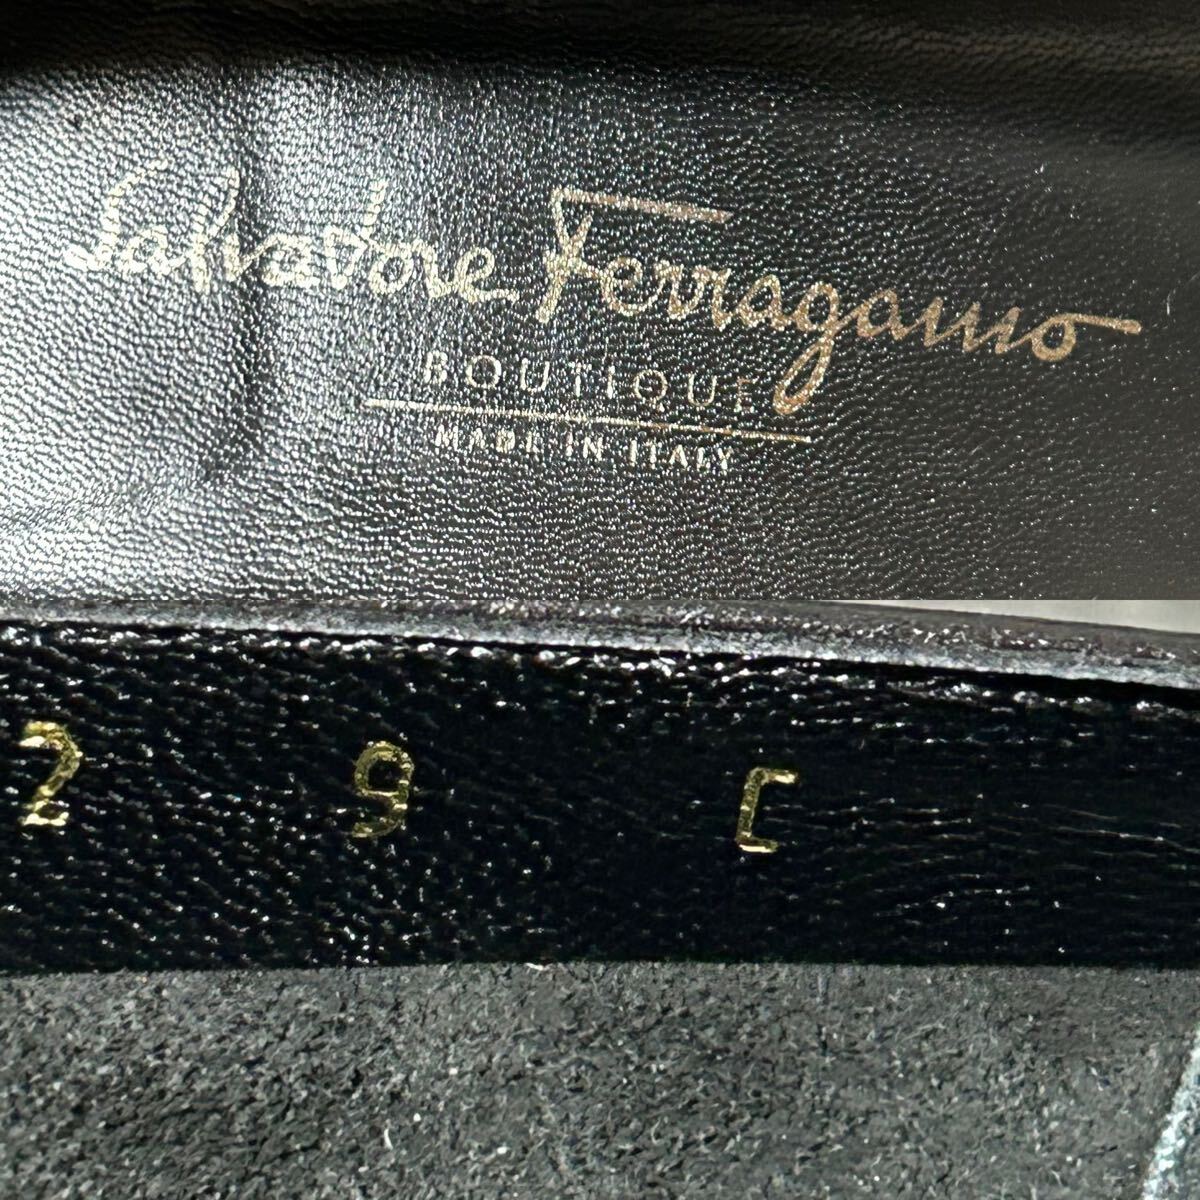 Salvatore Ferragamo
BOUTIQUE
MADE IN ITALY
2 9 C